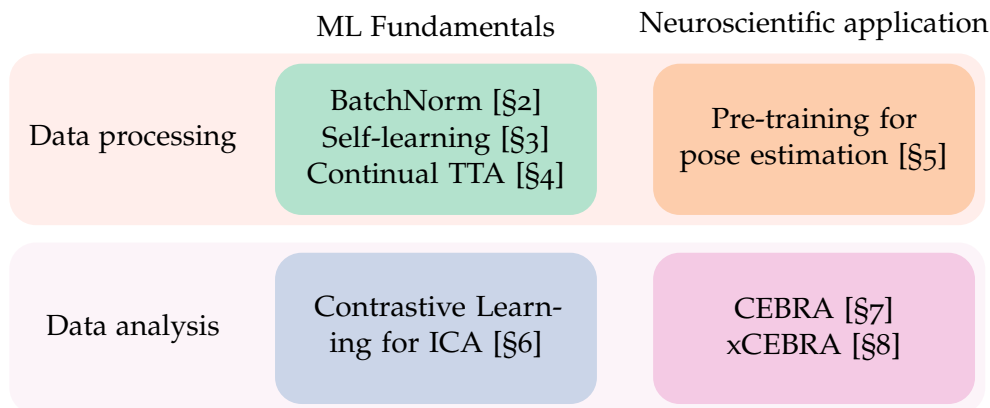 ML Fundamentals
Neuroscientific application
Data processing
BatchNorm [§2]
Self-learning [§3]
Continual TTA [§4]
Pre-training for
pose estimation [§5]
Data analysis
Contrastive Learn-
ing for ICA [§6]
CEBRA [§7]
xCEBRA [§8]